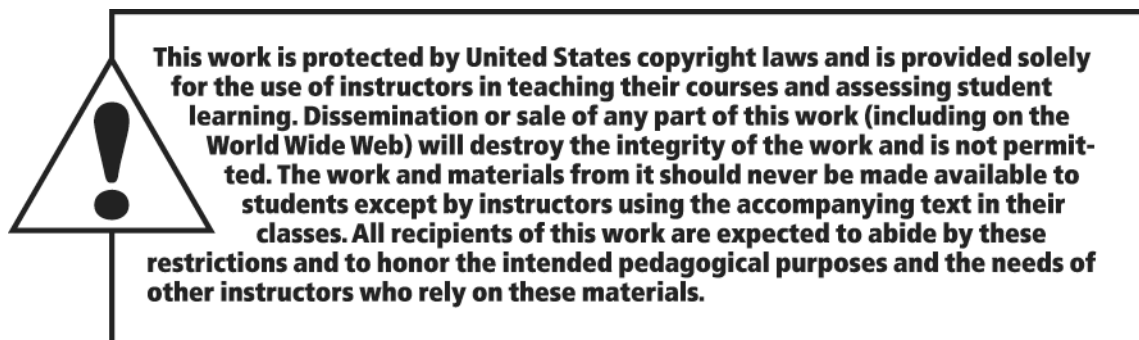 This work is protected by United States copyright laws and is provided solely
for the use of instructors in teaching their courses and assessing student
learning. Dissemination or sale of any part of this work (including on the
World Wide Web) will destroy the integrity of the work and is not permit-
ted. The work and materials from it should never be made available to
students except by instructors using the accompanying text in their
classes. All recipients of this work are expected to abide by these
restrictions and to honor the intended pedagogical purposes and the needs of
other instructors who rely on these materials.